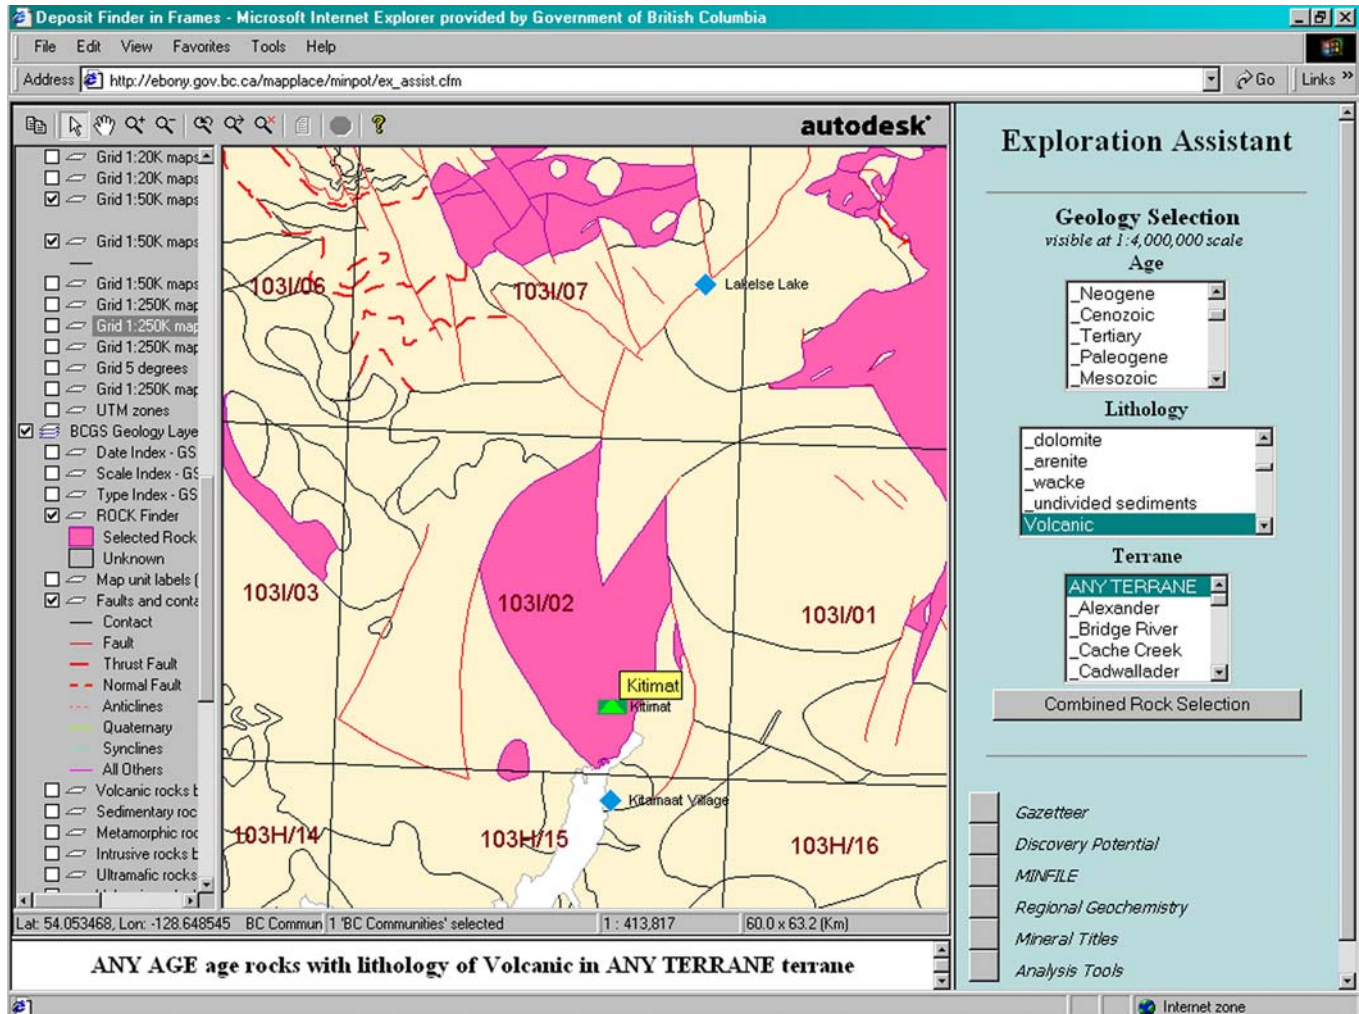 Deposit Finder in Frames - Microsoft Internet Explorer provided by Government of British Columbia
File Edit View Favorites Tools Help
Address http://ebony.gov.bc.ca/mapplace/minpot/ex_assist.cfm Go Links »
autodesk
Grid 1:20K maps
Grid 1:20K maps
Grid 1:50K maps
Grid 1:50K maps
Grid 1:50K maps
Grid 1:250K map
Grid 1:250K map
Grid 1:250K map
Grid 5 degrees
Grid 1:250K map
UTM zones
BCGS Geology Laye
Date Index - GS
Scale Index - GS
Type Index - GS
ROCK Finder
Selected Rock
Unknown
Map unit labels (
Faults and conta
Contact
Fault
Thrust Fault
Normal Fault
Anticlines
Quaternary
Synclines
All Others
Volcanic rocks b
Sedimentary roc
Metamorphic roc
Intrusive rocks b
Ultramafic rocks
103I/06
103I/07
Lakelse Lake
103I/03
103I/02
103I/01
Kitimat
Kitimat
Kitamaat Village
103H/14
103H/15
103H/16
Lat: 54.053468, Lon: -128.648545 BC Commun 1 'BC Communities' selected 1 : 413,817 60.0 x 63.2 (Km)
ANY AGE age rocks with lithology of Volcanic in ANY TERRANE terrane
Exploration Assistant
Geology Selection
visible at 1:4,000,000 scale
Age
_Neogene
_Cenozoic
_Tertiary
_Paleogene
_Mesozoic
Lithology
_dolomite
_arenite
_wacke
_undivided sediments
Volcanic
Terrane
ANY TERRANE
_Alexander
_Bridge River
_Cache Creek
_Cadwallader
Combined Rock Selection
Gazetteer
Discovery Potential
MINFILE
Regional Geochemistry
Mineral Titles
Analysis Tools
Internet zone